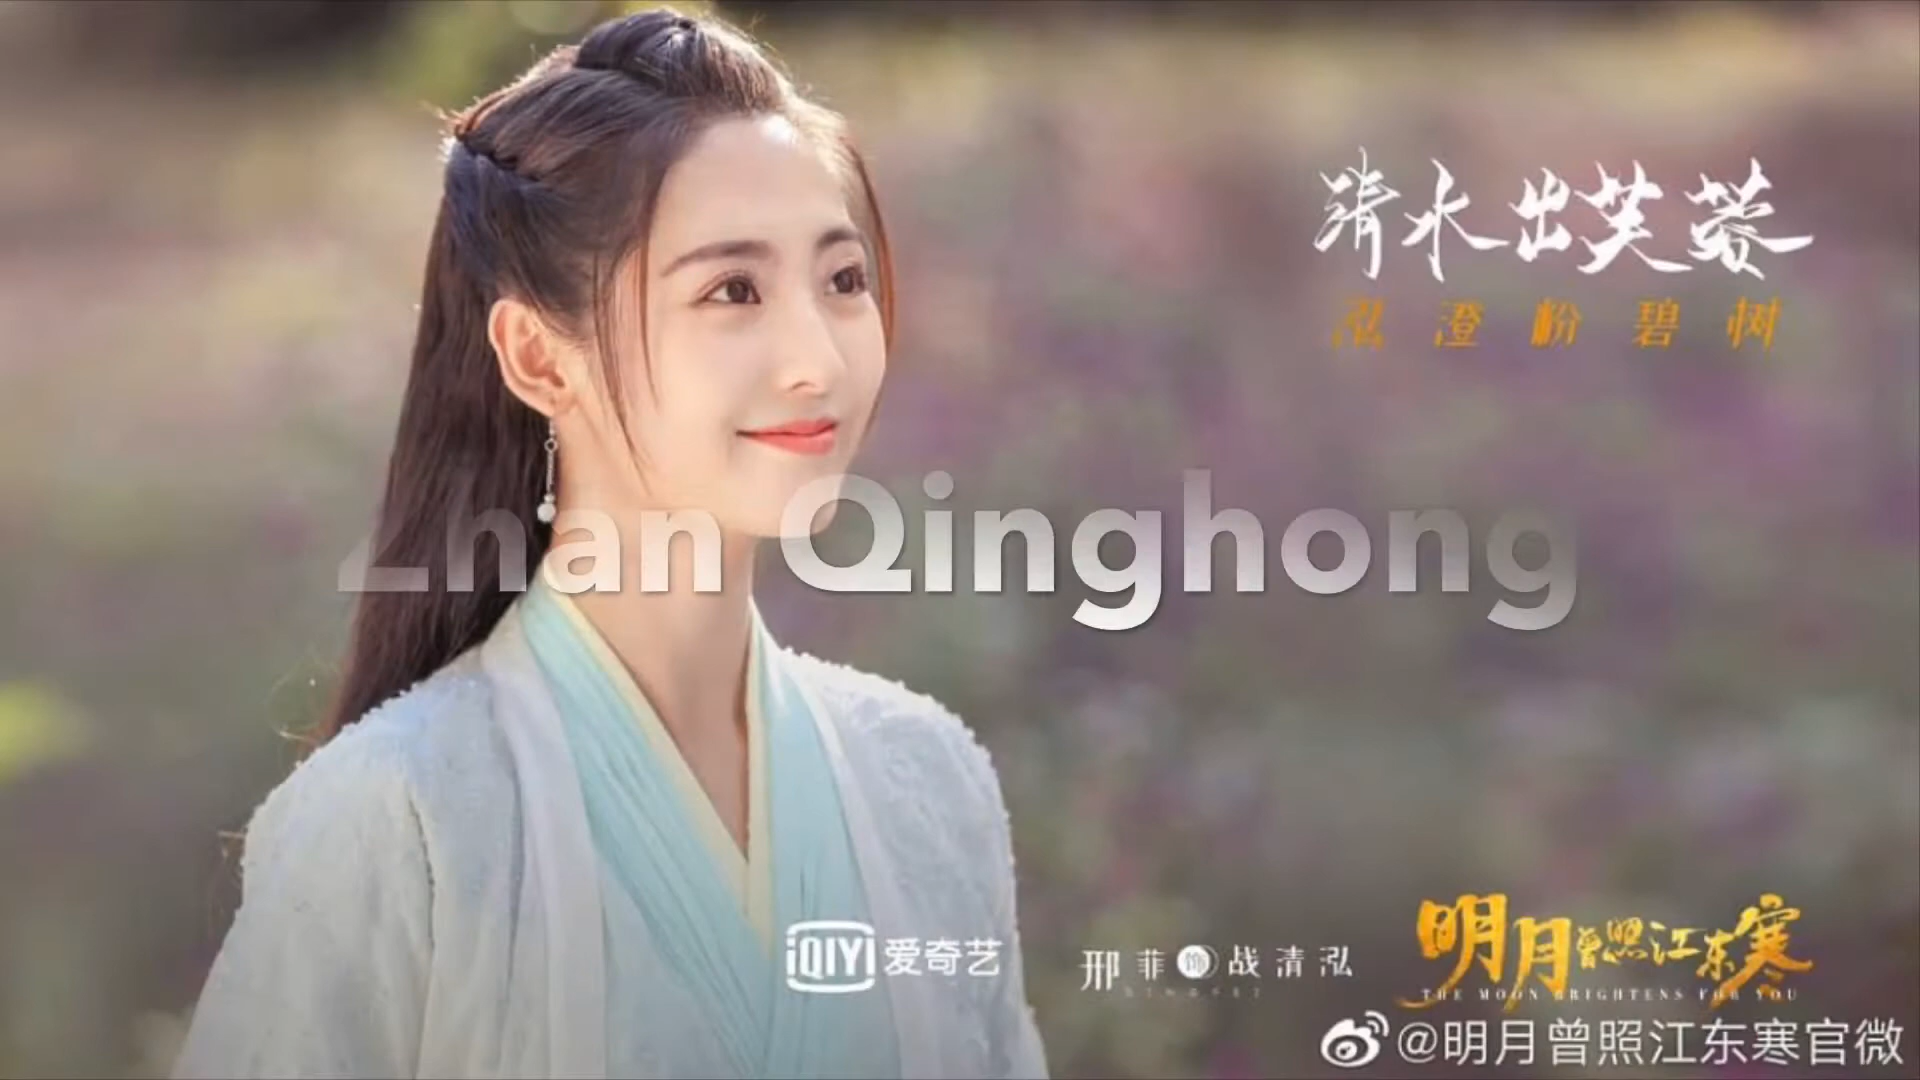 清水出芙蓉
泓澄粉碧树
Zhan Qinghong
iQIYI 爱奇艺
邢菲 饰 战清泓
明月曾照江东寒
THE MOON BRIGHTENS FOR YOU
@明月曾照江东寒官微